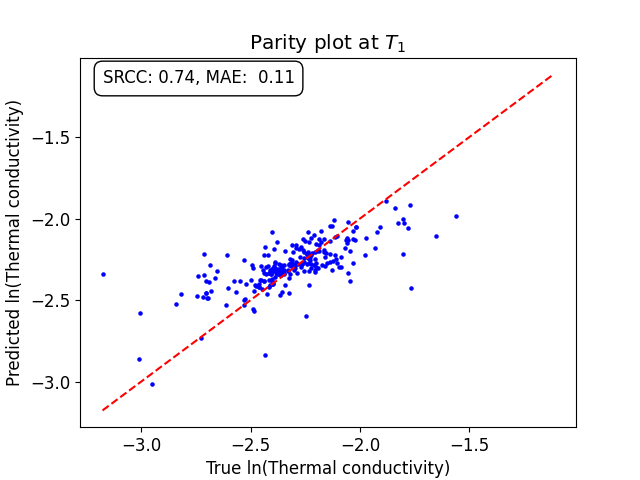 Parity plot at T₁
SRCC: 0.74, MAE:  0.11
Predicted ln(Thermal conductivity)
−1.5
−2.0
−2.5
−3.0
−3.0
−2.5
−2.0
−1.5
True ln(Thermal conductivity)